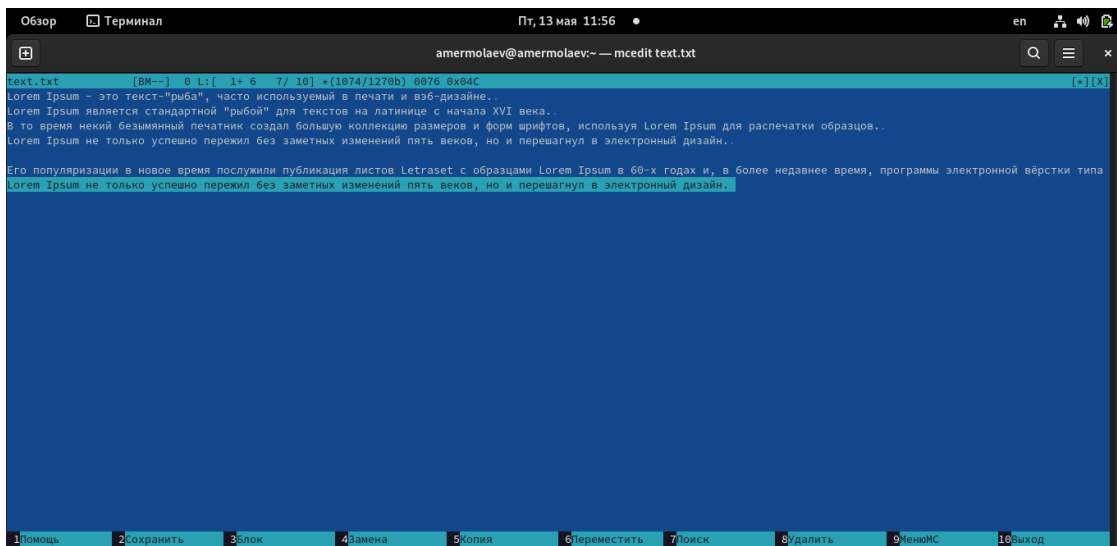 Обзор Терминал Пт, 13 мая 11:56 en
amermolaev@amermolaev:~ — mcedit text.txt
text.txt [BM--] 0 L:[ 1+ 6 7/ 10] *(1074/1270b) 0076 0x04C [*][X]
Lorem Ipsum - это текст-"рыба", часто используемый в печати и вэб-дизайне..
Lorem Ipsum является стандартной "рыбой" для текстов на латинице с начала XVI века..
В то время некий безымянный печатник создал большую коллекцию размеров и форм шрифтов, используя Lorem Ipsum для распечатки образцов..
Lorem Ipsum не только успешно пережил без заметных изменений пять веков, но и перешагнул в электронный дизайн..
Его популяризации в новое время послужили публикация листов Letraset с образцами Lorem Ipsum в 60-х годах и, в более недавнее время, программы электронной вёрстки типа
Lorem Ipsum не только успешно пережил без заметных изменений пять веков, но и перешагнул в электронный дизайн.
1Помощь 2Сохранить 3Блок 4Замена 5Копия 6Переместить 7Поиск 8Удалить 9МенюMC 10Выход